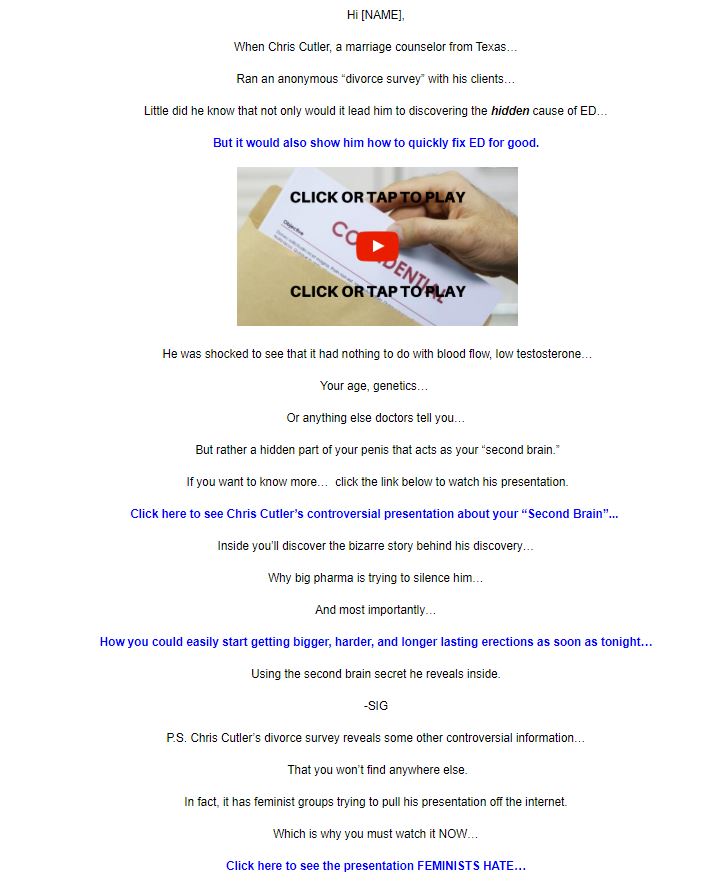 Hi [NAME],
When Chris Cutler, a marriage counselor from Texas…
Ran an anonymous “divorce survey” with his clients…
Little did he know that not only would it lead him to discovering the hidden cause of ED…
But it would also show him how to quickly fix ED for good.
CLICK OR TAP TO PLAY
Objective
CLICK OR TAP TO PLAY
He was shocked to see that it had nothing to do with blood flow, low testosterone…
Your age, genetics…
Or anything else doctors tell you…
But rather a hidden part of your penis that acts as your “second brain.”
If you want to know more…  click the link below to watch his presentation.
Click here to see Chris Cutler’s controversial presentation about your “Second Brain”...
Inside you’ll discover the bizarre story behind his discovery…
Why big pharma is trying to silence him…
And most importantly…
How you could easily start getting bigger, harder, and longer lasting erections as soon as tonight…
Using the second brain secret he reveals inside.
-SIG
P.S. Chris Cutler’s divorce survey reveals some other controversial information…
That you won’t find anywhere else.
In fact, it has feminist groups trying to pull his presentation off the internet.
Which is why you must watch it NOW…
Click here to see the presentation FEMINISTS HATE…